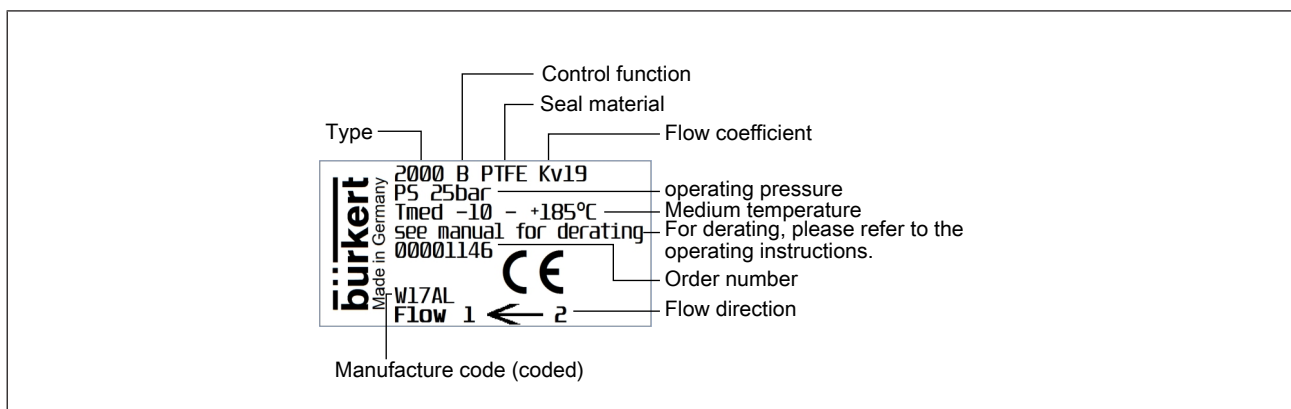 Control function
Seal material
Type
Flow coefficient
bürkert
Made in Germany
2000 B PTFE Kv19
PS 25bar
operating pressure
Tmed -10 - +185°C
Medium temperature
see manual for derating
For derating, please refer to the
operating instructions.
00001146
CE
Order number
W17AL
Flow 1 ← 2
Flow direction
Manufacture code (coded)